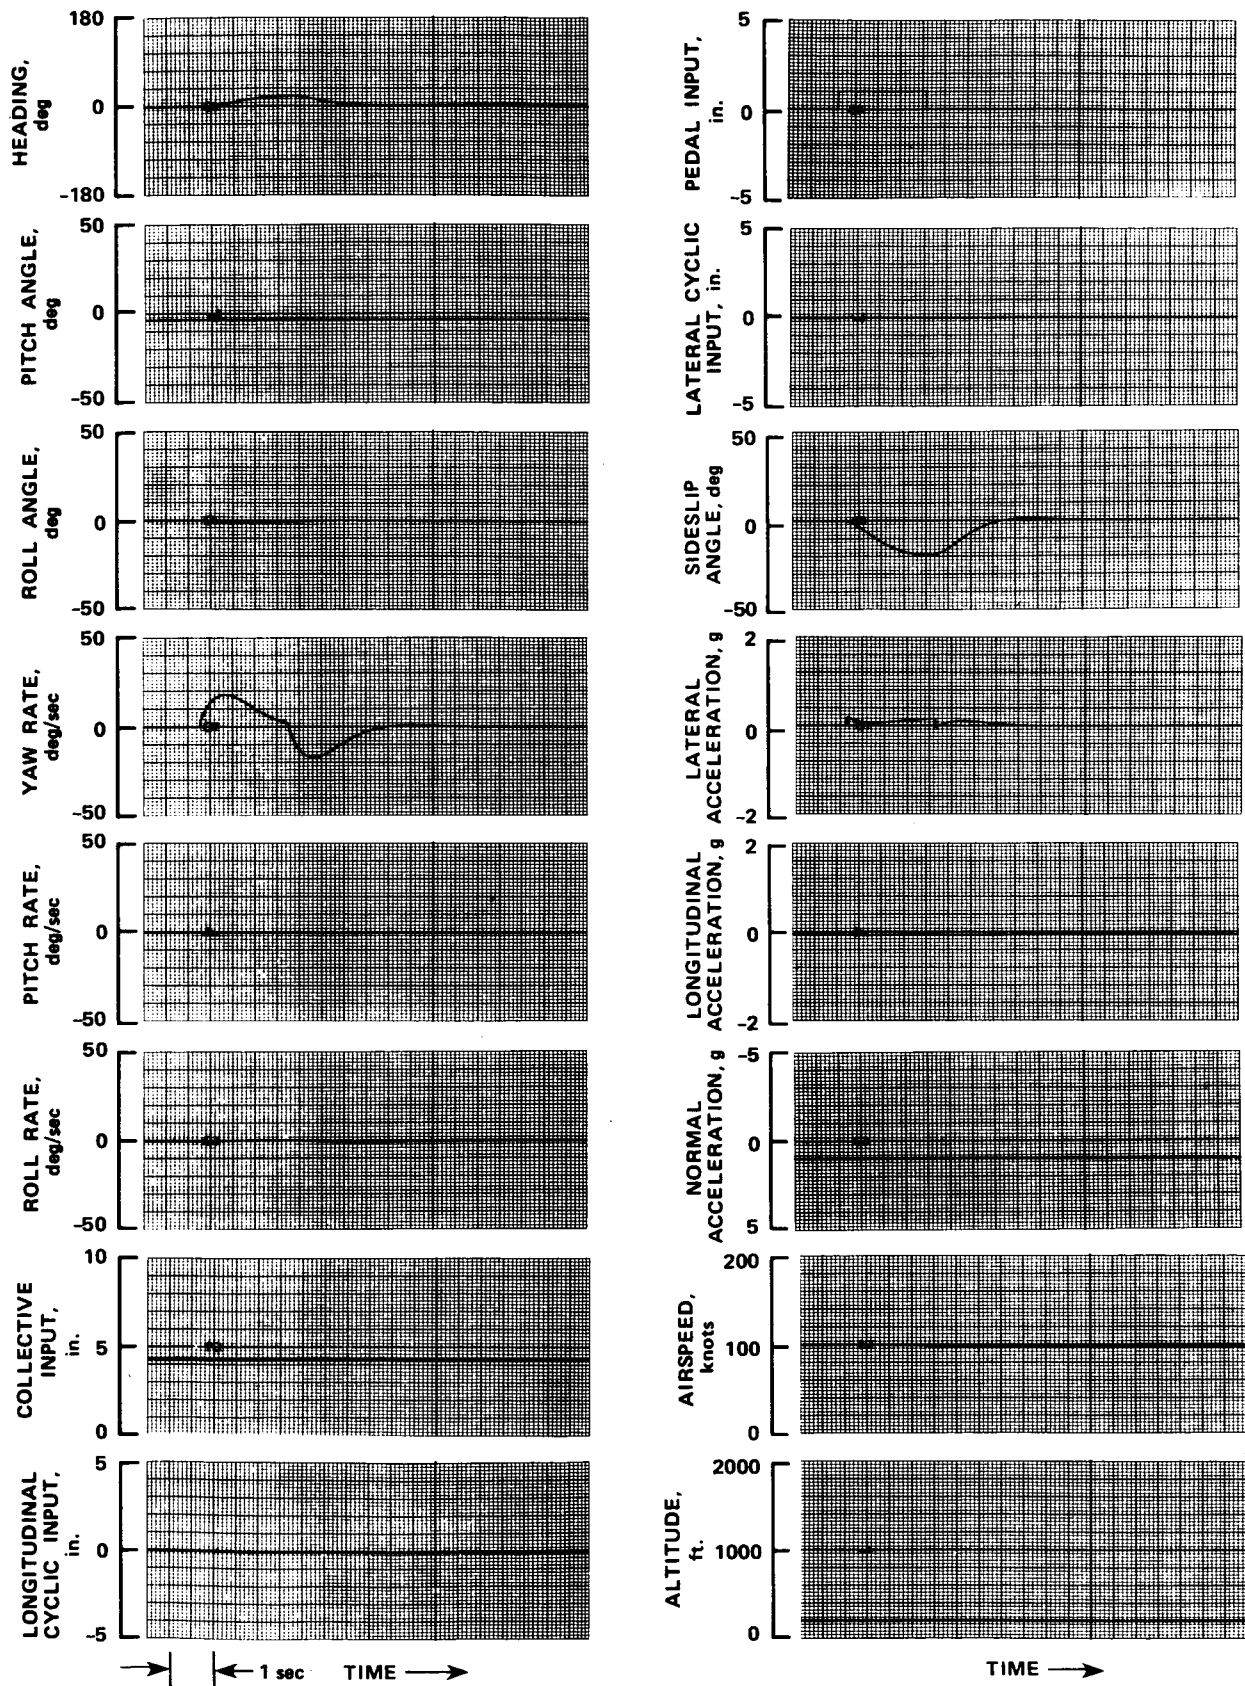 HEADING,
deg
180
0
-180
PITCH ANGLE,
deg
50
0
-50
ROLL ANGLE,
deg
50
0
-50
YAW RATE,
deg/sec
50
0
-50
PITCH RATE,
deg/sec
50
0
-50
ROLL RATE,
deg/sec
50
0
-50
COLLECTIVE
INPUT,
in.
10
5
0
LONGITUDINAL
CYCLIC INPUT,
in.
5
0
-5
1 sec TIME
PEDAL INPUT,
in.
5
0
-5
LATERAL CYCLIC
INPUT, in.
5
0
-5
SIDESLIP
ANGLE, deg
50
0
-50
LATERAL
ACCELERATION, g
2
0
-2
LONGITUDINAL
ACCELERATION, g
2
0
-2
NORMAL
ACCELERATION, g
-5
0
5
AIRSPEED,
knots
200
100
0
ALTITUDE,
ft.
2000
1000
0
TIME